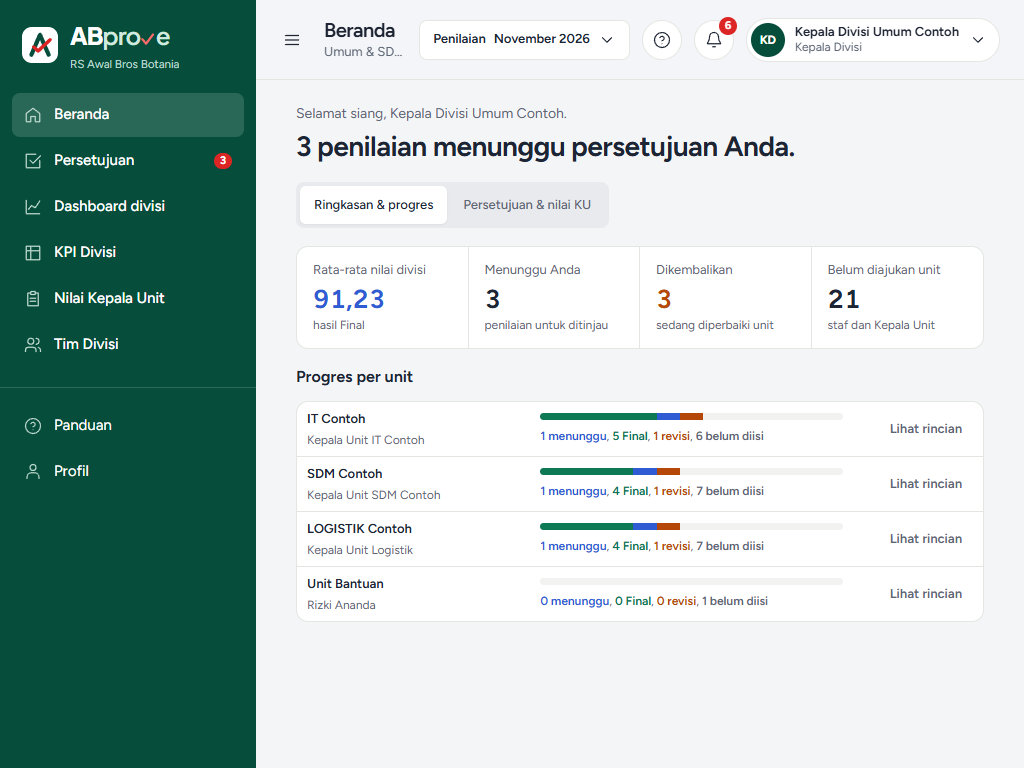 ABprove
RS Awal Bros Botania
Beranda
Persetujuan 3
Dashboard divisi
KPI Divisi
Nilai Kepala Unit
Tim Divisi
Panduan
Profil
Beranda
Umum & SD...
Penilaian November 2026
6
KD
Kepala Divisi Umum Contoh
Kepala Divisi
Selamat siang, Kepala Divisi Umum Contoh.
3 penilaian menunggu persetujuan Anda.
Ringkasan & progres
Persetujuan & nilai KU
Rata-rata nilai divisi
91,23
hasil Final
Menunggu Anda
3
penilaian untuk ditinjau
Dikembalikan
3
sedang diperbaiki unit
Belum diajukan unit
21
staf dan Kepala Unit
Progres per unit
IT Contoh
Kepala Unit IT Contoh
1 menunggu, 5 Final, 1 revisi, 6 belum diisi
Lihat rincian
SDM Contoh
Kepala Unit SDM Contoh
1 menunggu, 4 Final, 1 revisi, 7 belum diisi
Lihat rincian
LOGISTIK Contoh
Kepala Unit Logistik
1 menunggu, 4 Final, 1 revisi, 7 belum diisi
Lihat rincian
Unit Bantuan
Rizki Ananda
0 menunggu, 0 Final, 0 revisi, 1 belum diisi
Lihat rincian